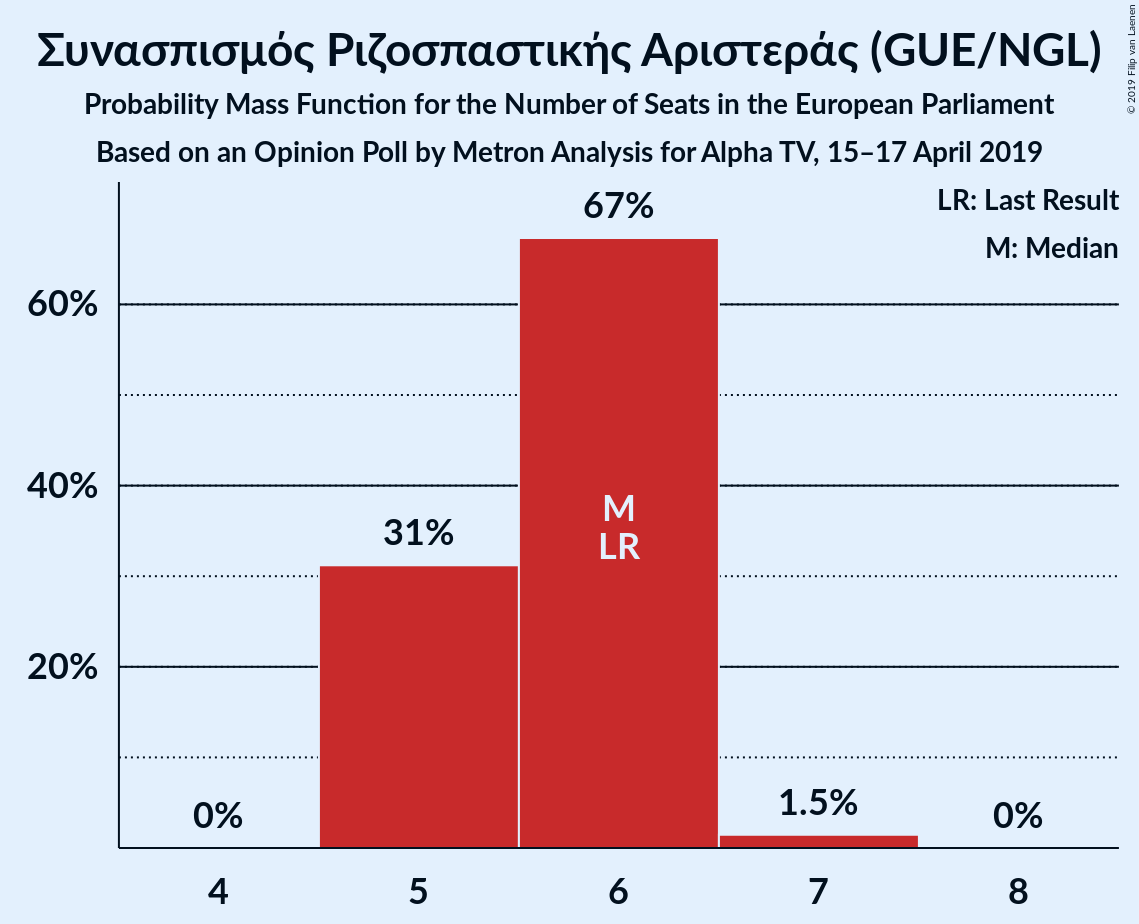 Συνασπισμός Ριζοσπαστικής Αριστεράς (GUE/NGL)
Probability Mass Function for the Number of Seats in the European Parliament
Based on an Opinion Poll by Metron Analysis for Alpha TV, 15–17 April 2019
© 2019 Filip van Laenen
LR: Last Result
M: Median
67%
60%
40%
M
31%
LR
20%
0%
1.5%
0%
4
5
6
7
8